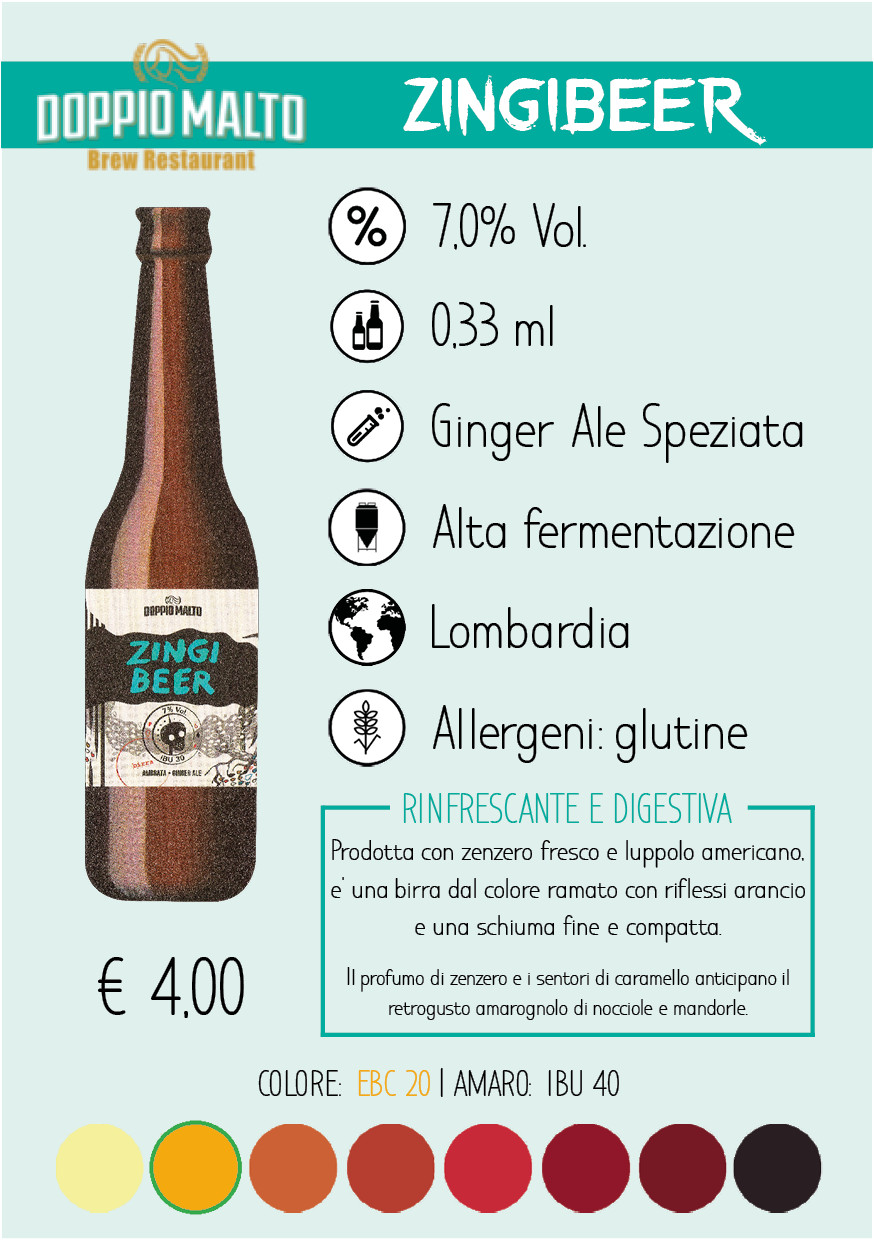 DOPPIO MALTO
Brew Restaurant
ZINGIBEER
% 7,0% Vol.
0,33 ml
Ginger Ale Speziata
Alta fermentazione
Lombardia
Allergeni: glutine
DOPPIO MALTO
ZINGI
BEER
7% Vol.
IBU 30
AMBRATA • GINGER ALE
RINFRESCANTE E DIGESTIVA
Prodotta con zenzero fresco e luppolo americano,
e' una birra dal colore ramato con riflessi arancio
e una schiuma fine e compatta.
Il profumo di zenzero e i sentori di caramello anticipano il
retrogusto amarognolo di nocciole e mandorle.
€ 4,00
COLORE: EBC 20 | AMARO: IBU 40